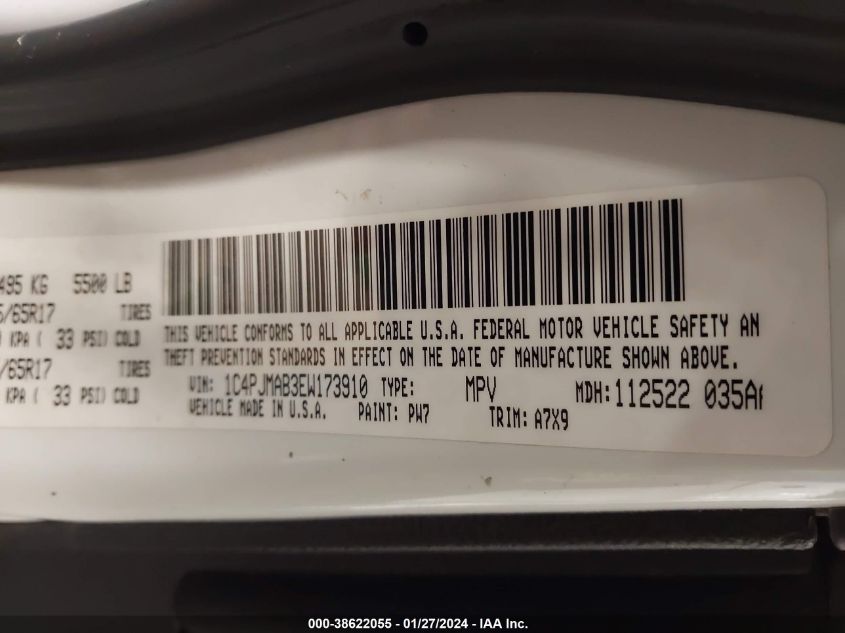 495 KG 5500 LB
/65R17 TIRES
KPA ( 33 PSI) COLD
/65R17 TIRES
KPA ( 33 PSI) COLD
THIS VEHICLE CONFORMS TO ALL APPLICABLE U.S.A. FEDERAL MOTOR VEHICLE SAFETY AN
THEFT PREVENTION STANDARDS IN EFFECT ON THE DATE OF MANUFACTURE SHOWN ABOVE.
VIN: 1C4PJMAB3EW173910 TYPE: MPV MDH: 112522 035A
VEHICLE MADE IN U.S.A. PAINT: PW7 TRIM: A7X9
000-38622055 — 01/27/2024 — IAA Inc.